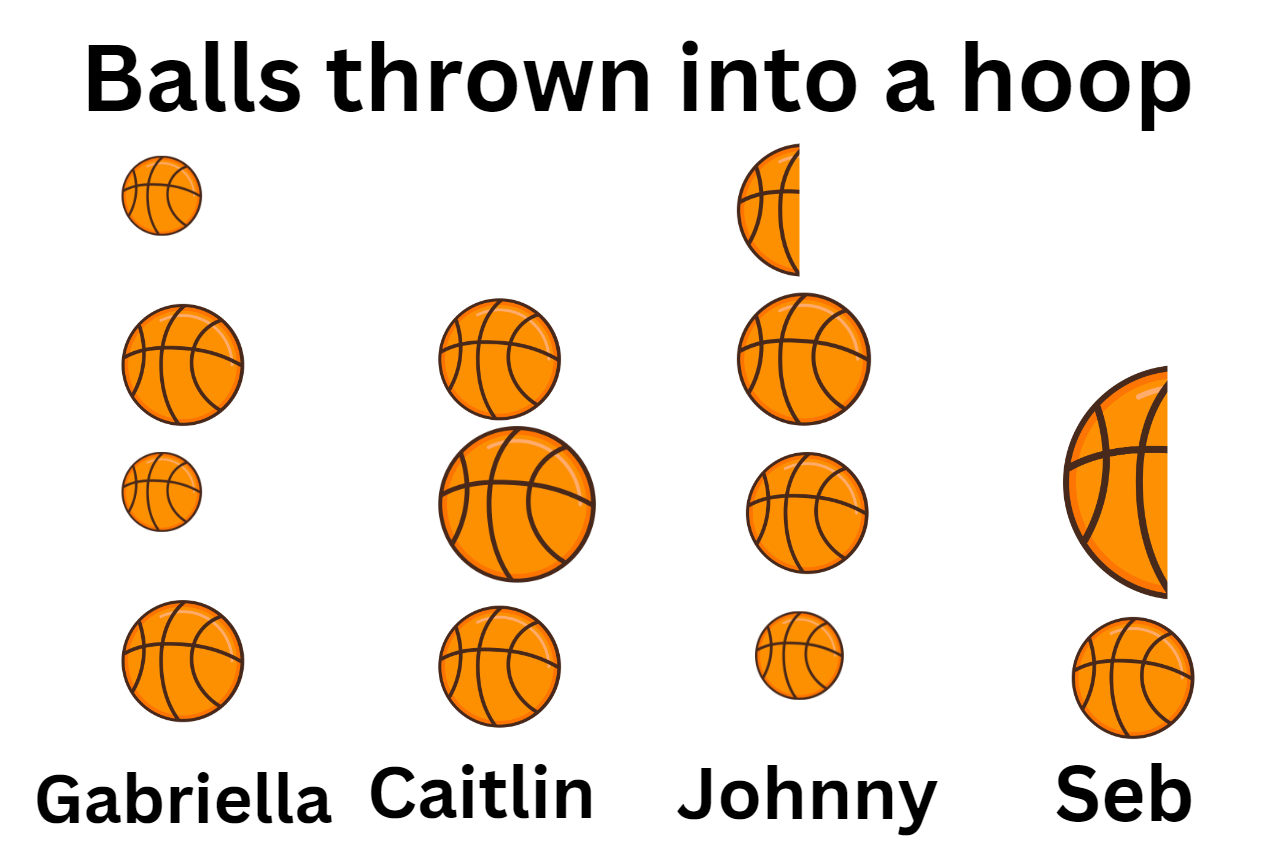 Balls thrown into a hoop
Gabriella Caitlin Johnny Seb